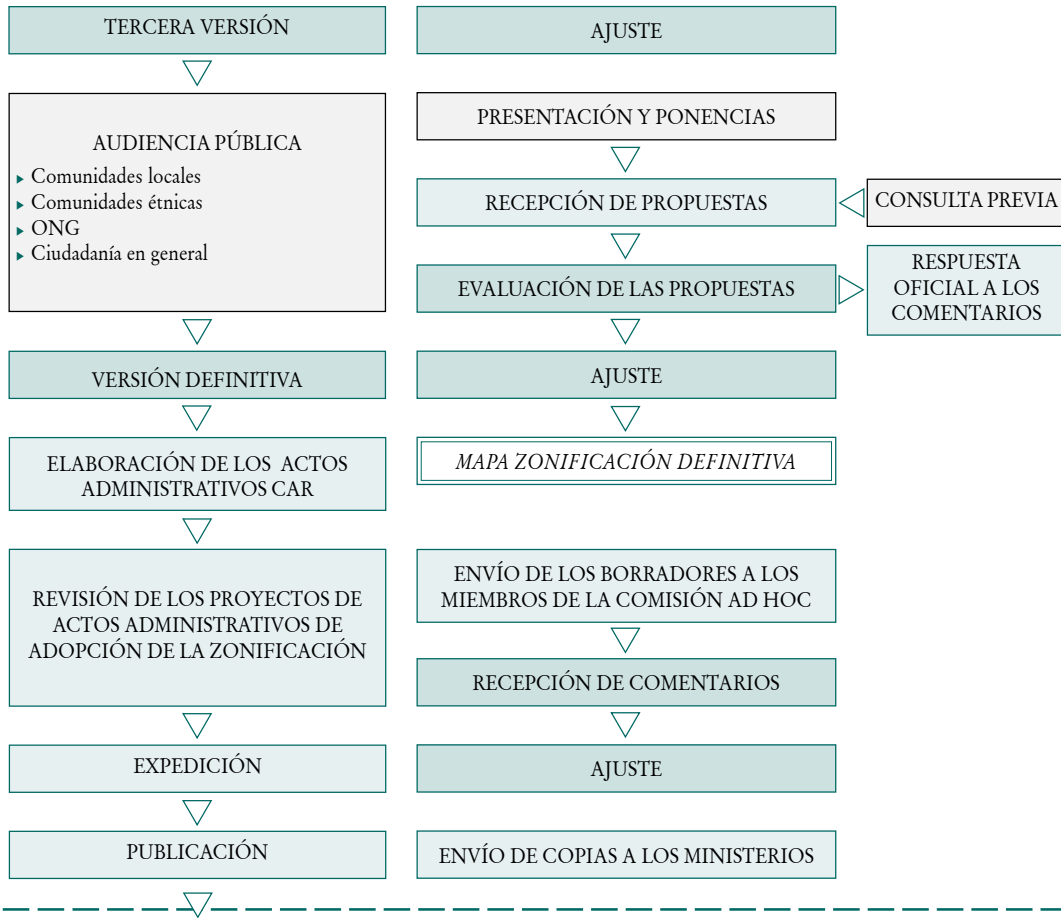 TERCERA VERSIÓN
AJUSTE
AUDIENCIA PÚBLICA
▸ Comunidades locales
▸ Comunidades étnicas
▸ ONG
▸ Ciudadanía en general
PRESENTACIÓN Y PONENCIAS
RECEPCIÓN DE PROPUESTAS
CONSULTA PREVIA
EVALUACIÓN DE LAS PROPUESTAS
RESPUESTA
OFICIAL A LOS
COMENTARIOS
VERSIÓN DEFINITIVA
AJUSTE
ELABORACIÓN DE LOS ACTOS
ADMINISTRATIVOS CAR
MAPA ZONIFICACIÓN DEFINITIVA
REVISIÓN DE LOS PROYECTOS DE
ACTOS ADMINISTRATIVOS DE
ADOPCIÓN DE LA ZONIFICACIÓN
ENVÍO DE LOS BORRADORES A LOS
MIEMBROS DE LA COMISIÓN AD HOC
RECEPCIÓN DE COMENTARIOS
EXPEDICIÓN
AJUSTE
PUBLICACIÓN
ENVÍO DE COPIAS A LOS MINISTERIOS